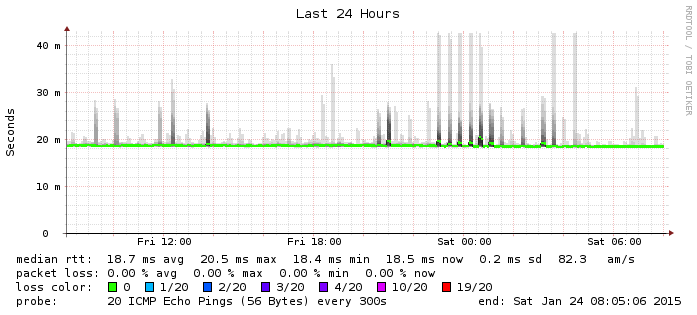 Last 24 Hours
RRDTOOL / TOBI OETIKER
Seconds
40 m
30 m
20 m
10 m
0
Fri 12:00 Fri 18:00 Sat 00:00 Sat 06:00
median rtt: 18.7 ms avg 20.5 ms max 18.4 ms min 18.5 ms now 0.2 ms sd 82.3 am/s
packet loss: 0.00 % avg 0.00 % max 0.00 % min 0.00 % now
loss color: 0 1/20 2/20 3/20 4/20 10/20 19/20
probe: 20 ICMP Echo Pings (56 Bytes) every 300s end: Sat Jan 24 08:05:06 2015